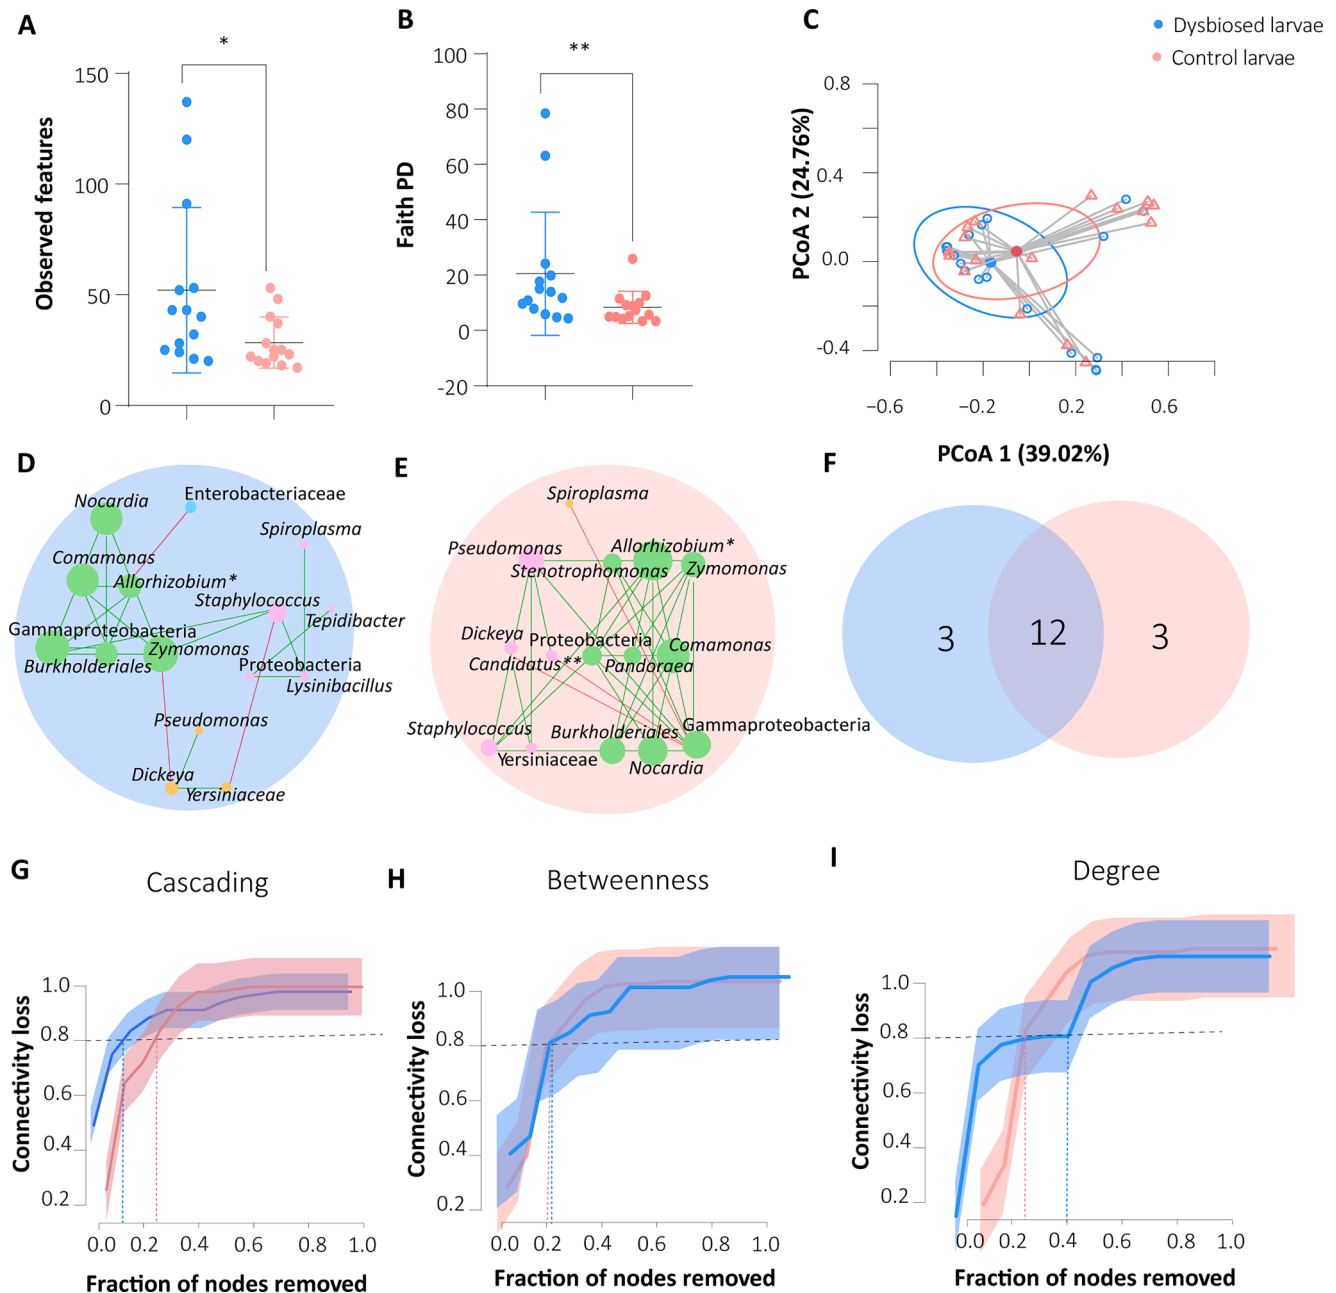 A
Observed features
*
150
100
50
0
B
Faith PD
**
100
80
60
40
20
0
-20
C
Dysbiosed larvae
Control larvae
PCoA 2 (24.76%)
0.8
0.4
0.0
-0.4
−0.6
−0.2
0.2
0.6
PCoA 1 (39.02%)
D
Nocardia
Enterobacteriaceae
Spiroplasma
Comamonas
Allorhizobium*
Staphylococcus
Tepidibacter
Gammaproteobacteria
Zymomonas
Burkholderiales
Proteobacteria
Lysinibacillus
Pseudomonas
Dickeya
Yersiniaceae
E
Spiroplasma
Pseudomonas
Allorhizobium*
Stenotrophomonas
Zymomonas
Dickeya
Proteobacteria
Comamonas
Candidatus**
Pandoraea
Staphylococcus
Burkholderiales
Gammaproteobacteria
Yersiniaceae
Nocardia
F
3
12
3
G
Cascading
Connectivity loss
1.0
0.8
0.6
0.4
0.2
0.0
0.2
0.4
0.6
0.8
1.0
Fraction of nodes removed
H
Betweenness
Connectivity loss
1.0
0.8
0.6
0.4
0.2
0.0
0.2
0.4
0.6
0.8
1.0
Fraction of nodes removed
I
Degree
Connectivity loss
1.0
0.8
0.6
0.4
0.2
0.0
0.2
0.4
0.6
0.8
1.0
Fraction of nodes removed